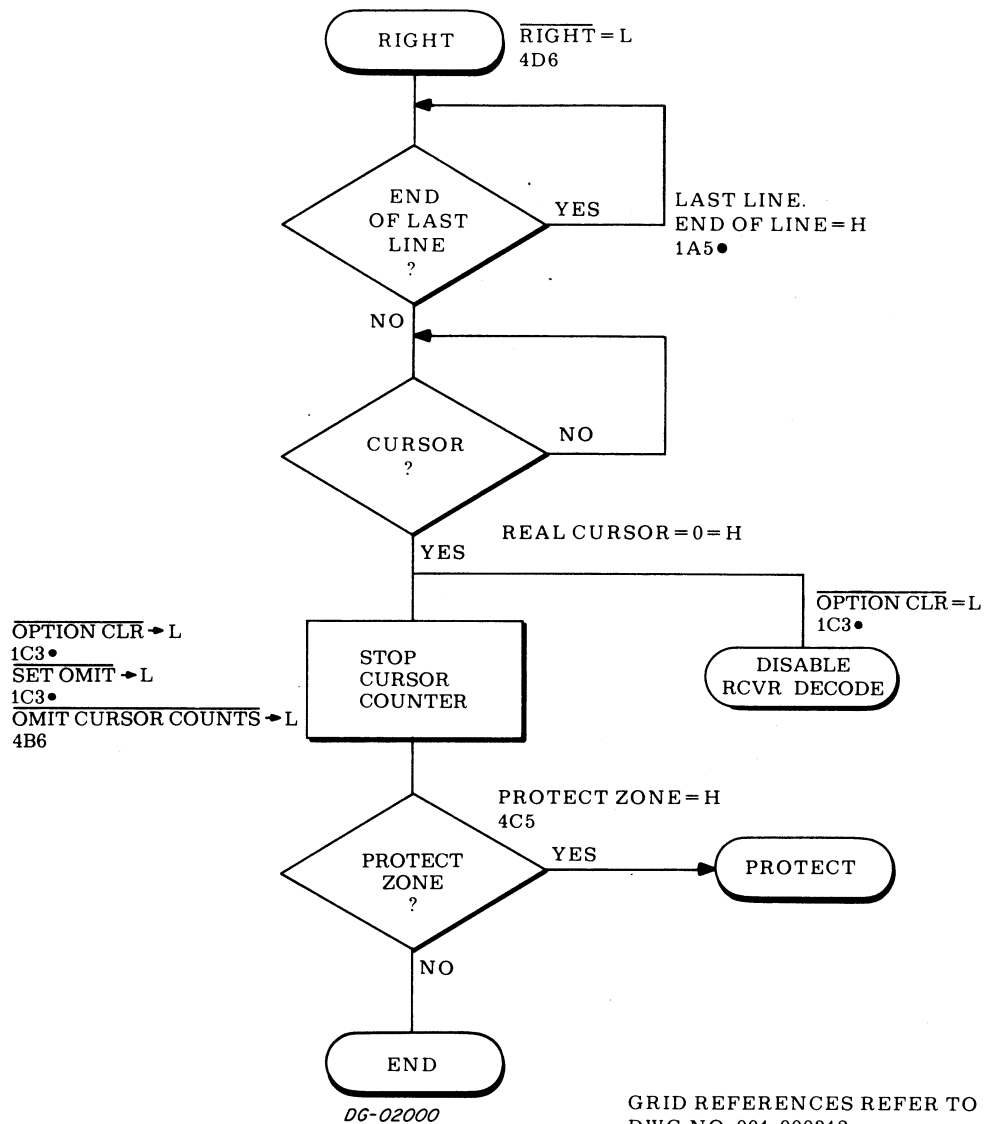 RIGHT
RIGHT = L
4D6
END
OF LAST
LINE
?
YES
LAST LINE.
END OF LINE = H
1A5●
NO
CURSOR
?
NO
YES
REAL CURSOR = 0 = H
OPTION CLR → L
1C3●
SET OMIT → L
1C3●
OMIT CURSOR COUNTS → L
4B6
STOP
CURSOR
COUNTER
OPTION CLR = L
1C3●
DISABLE
RCVR DECODE
PROTECT ZONE = H
4C5
PROTECT
ZONE
?
YES
PROTECT
NO
END
DG-02000
GRID REFERENCES REFER TO